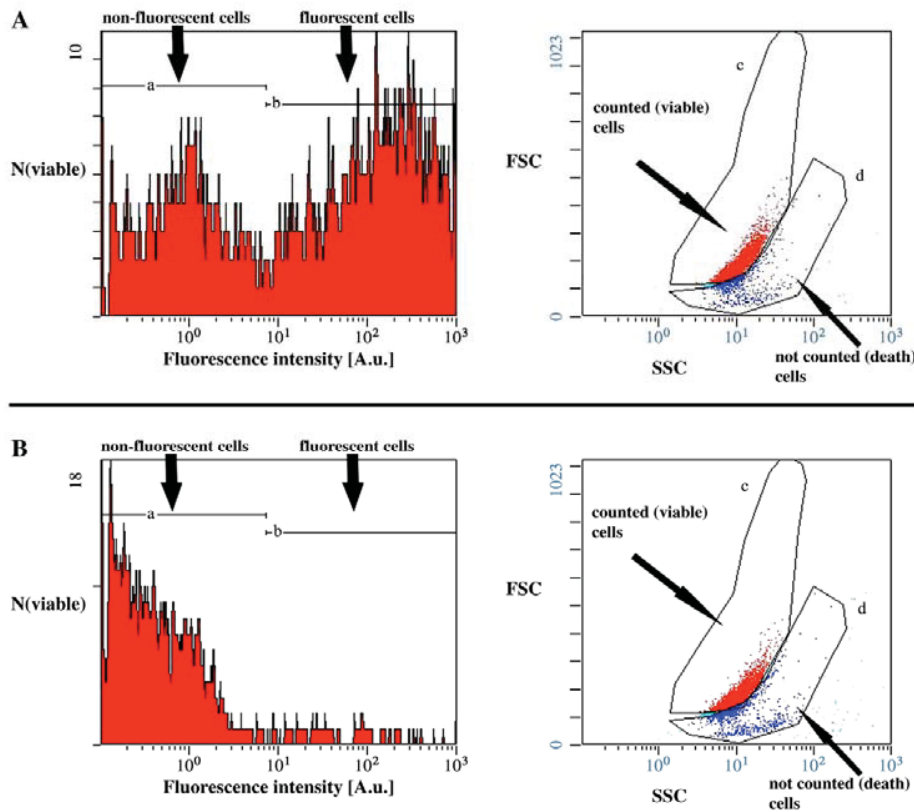 A
non-fluorescent cells
fluorescent cells
10
a
b
N(viable)
10⁰ 10¹ 10² 10³
Fluorescence intensity [A.u.]
1023
c
counted (viable)
cells
FSC
d
0
10⁰ 10¹ 10² 10³
SSC
not counted (death)
cells
B
non-fluorescent cells
fluorescent cells
18
a
b
N(viable)
10⁰ 10¹ 10² 10³
Fluorescence intensity [A.u.]
1023
c
counted (viable)
cells
FSC
d
0
10⁰ 10¹ 10² 10³
SSC
not counted (death)
cells